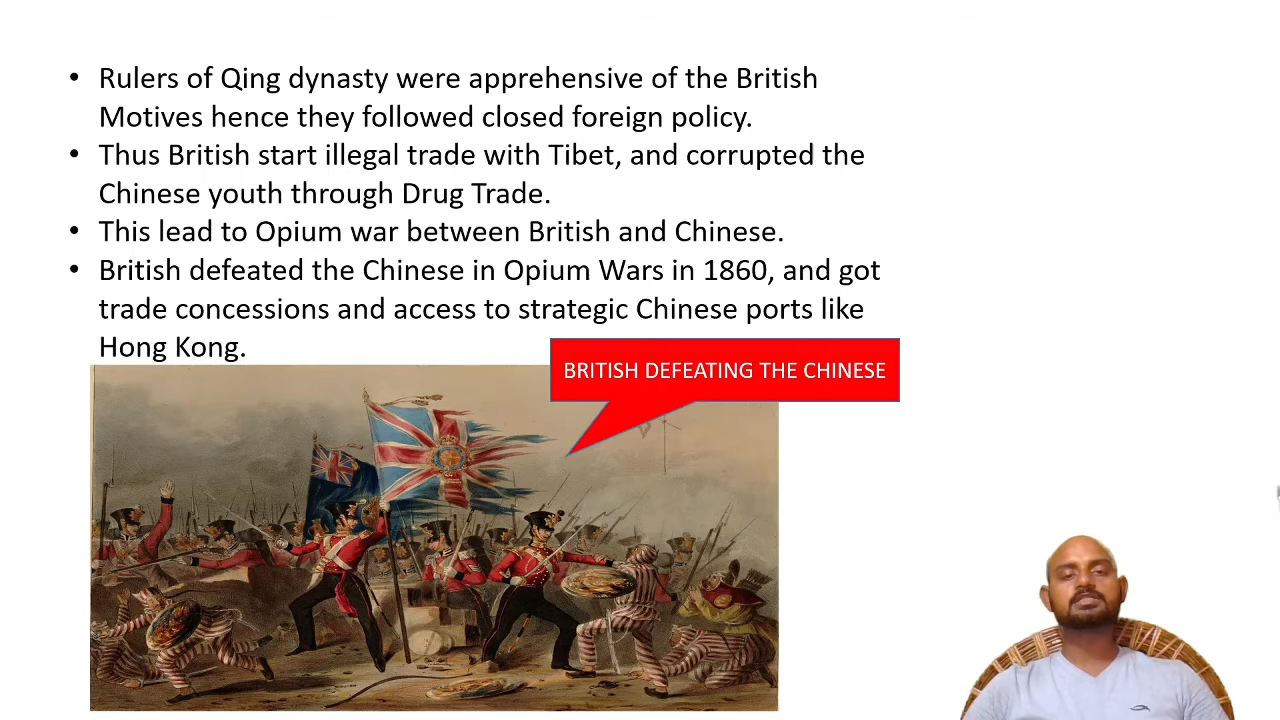 • Rulers of Qing dynasty were apprehensive of the British
Motives hence they followed closed foreign policy.
• Thus British start illegal trade with Tibet, and corrupted the
Chinese youth through Drug Trade.
• This lead to Opium war between British and Chinese.
• British defeated the Chinese in Opium Wars in 1860, and got
trade concessions and access to strategic Chinese ports like
Hong Kong.
BRITISH DEFEATING THE CHINESE